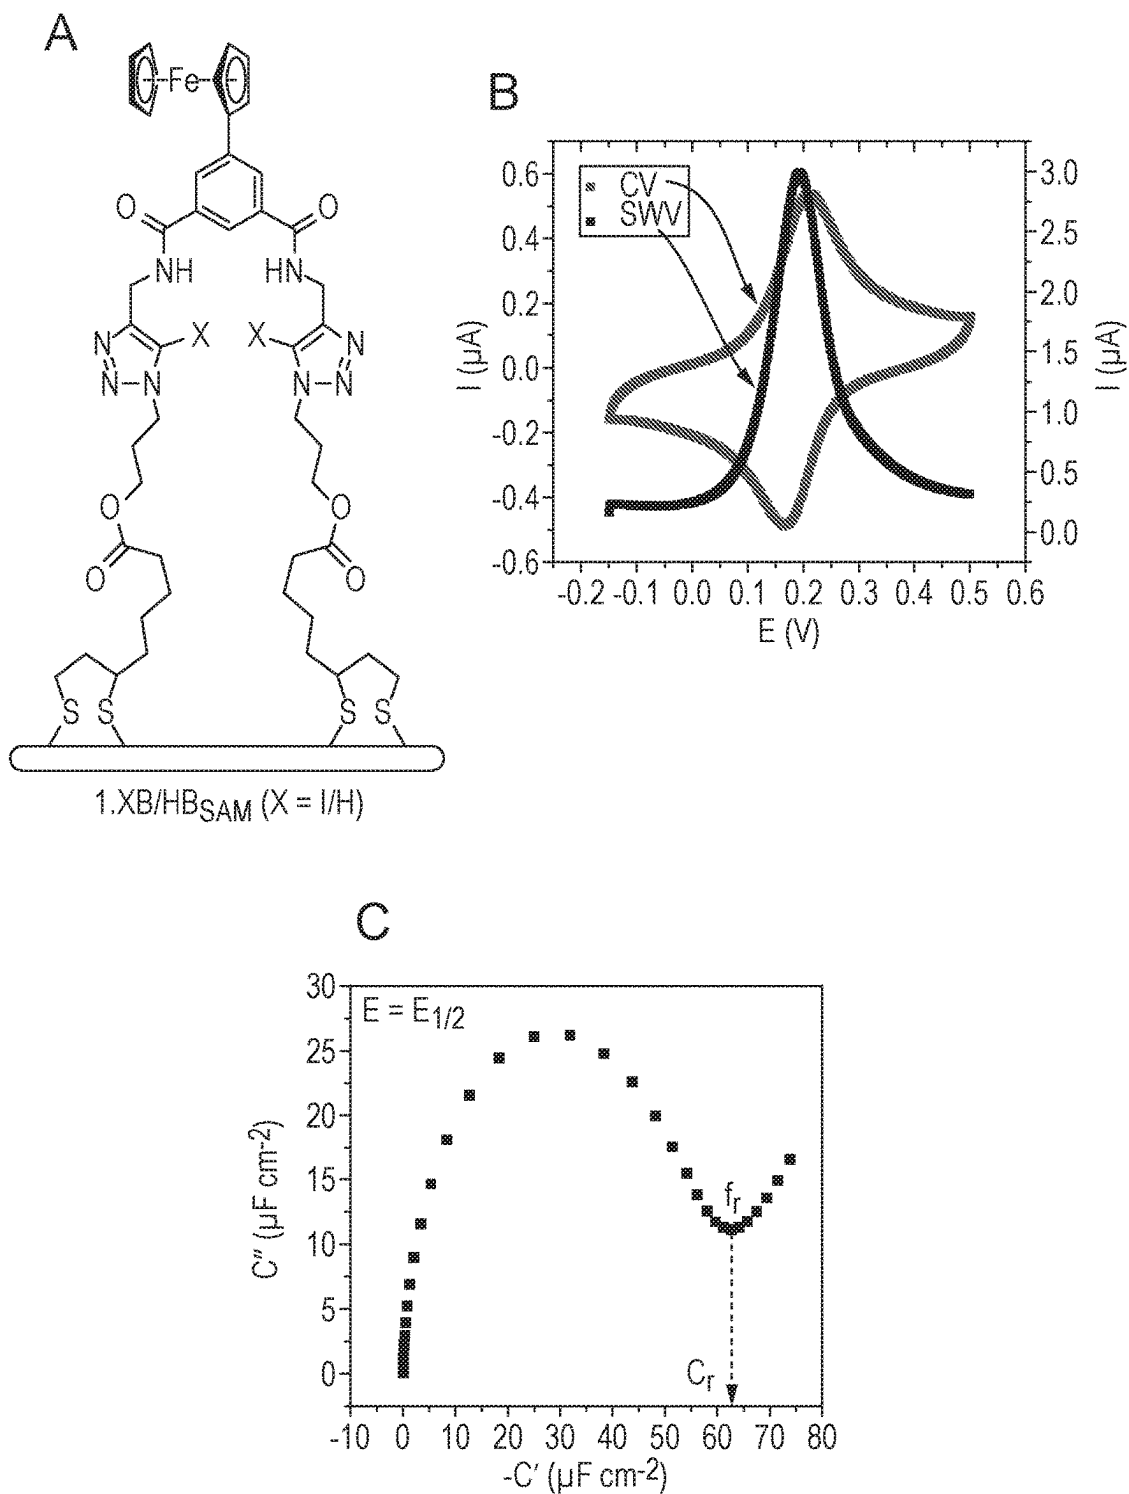 A
Fe
O
O
NH
HN
N
X
X
N
N
N
N
N
O
O
O
O
S
S
S
S
1.XB/HBSAM (X = I/H)
B
CV
SWV
0.6
0.4
0.2
0.0
-0.2
-0.4
-0.6
I (µA)
3.0
2.5
2.0
1.5
1.0
0.5
0.0
I (µA)
-0.2 -0.1 0.0 0.1 0.2 0.3 0.4 0.5 0.6
E (V)
C
E = E1/2
30
25
20
15
10
5
0
C″ (µF cm-2)
fr
Cr
-10 0 10 20 30 40 50 60 70 80
-C′ (µF cm-2)